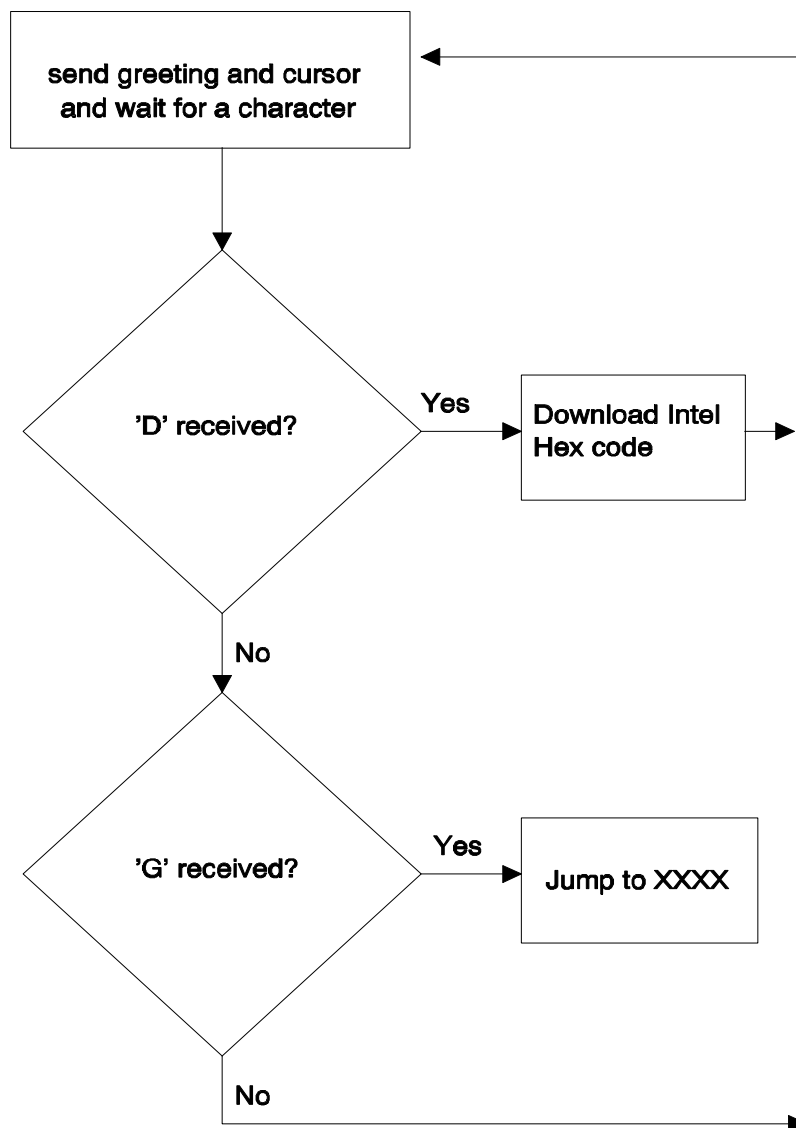 send greeting and cursor
and wait for a character
’D’ received?
Yes
Download Intel
Hex code
No
’G’ received?
Yes
Jump to XXXX
No